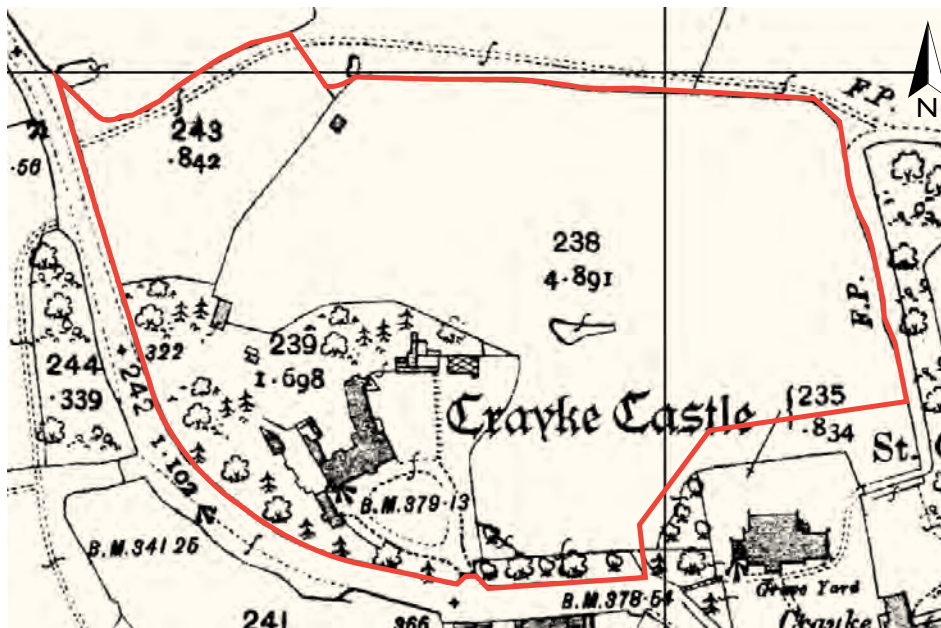 F.P.
N
243
.842
.56
238
4.891
F.P.
239
1.698
322
244
.339
242
1.102
Crayke Castle
235
.834
St.
B.M.379.13
B.M.341.25
B.M.378.54
Grave Yard
Crayke
241
366